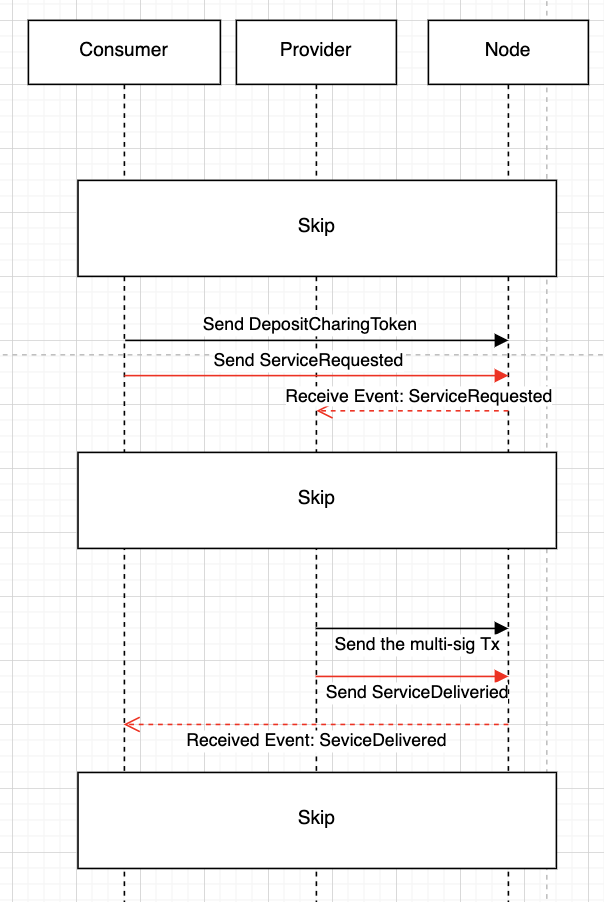 Consumer
Provider
Node
Skip
Send DepositCharingToken
Send ServiceRequested
Receive Event: ServiceRequested
Skip
Send the multi-sig Tx
Send ServiceDeliveried
Received Event: SeviceDelivered
Skip